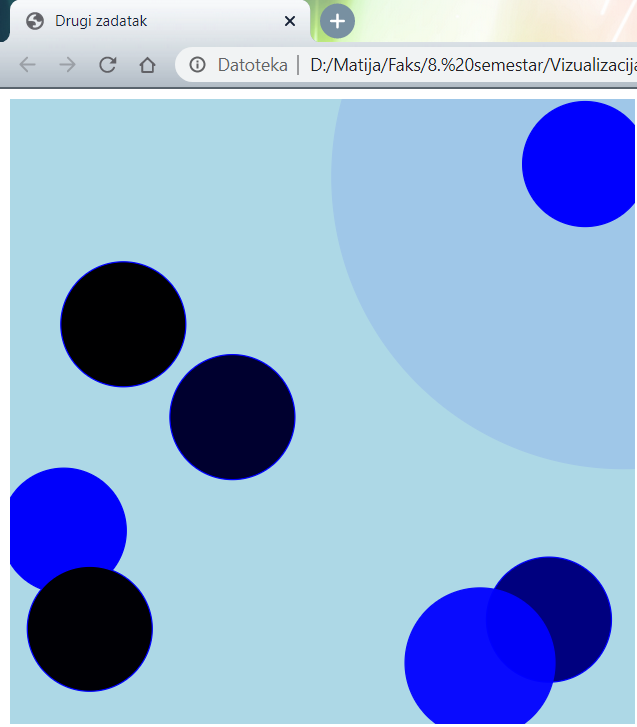 Drugi zadatak
Datoteka | D:/Matija/Faks/8.%20semestar/Vizualizacija